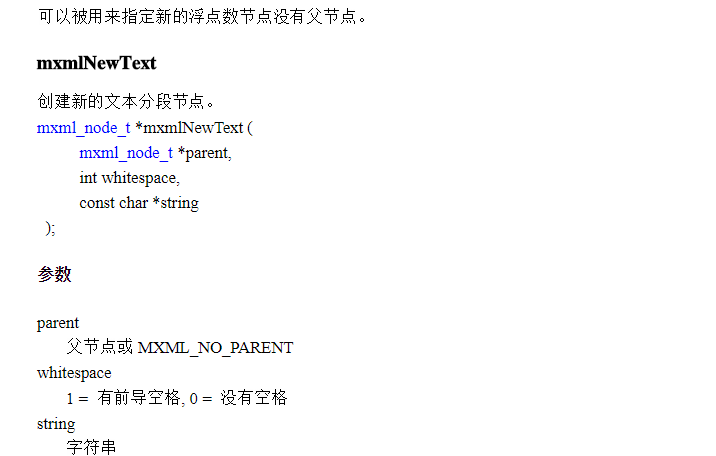 可以被用来指定新的浮点数节点没有父节点。
mxmlNewText
创建新的文本分段节点。
mxml_node_t *mxmlNewText (
mxml_node_t *parent,
int whitespace,
const char *string
);
参数
parent
父节点或 MXML_NO_PARENT
whitespace
1 = 有前导空格, 0 = 没有空格
string
字符串